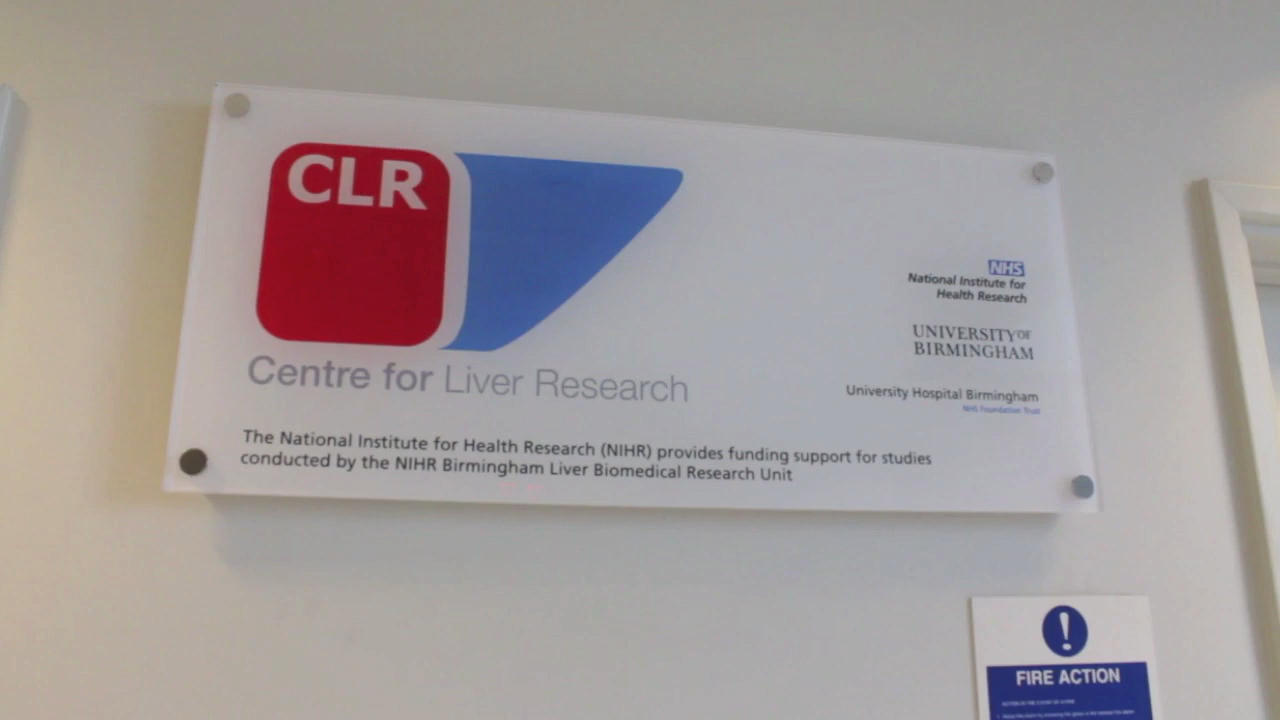 CLR
Centre for Liver Research
NHS
National Institute for
Health Research
UNIVERSITYOF
BIRMINGHAM
University Hospital Birmingham
NHS Foundation Trust
The National Institute for Health Research (NIHR) provides funding support for studies
conducted by the NIHR Birmingham Liver Biomedical Research Unit
!
FIRE ACTION